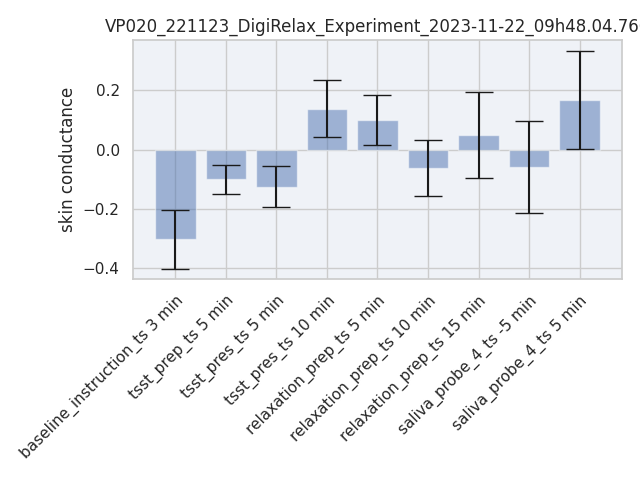 VP020_221123_DigiRelax_Experiment_2023-11-22_09h48.04.76
skin conductance
0.2
0.0
−0.2
−0.4
baseline_instruction_ts 3 min
tsst_prep_ts 5 min
tsst_pres_ts 5 min
tsst_pres_ts 10 min
relaxation_prep_ts 5 min
relaxation_prep_ts 10 min
relaxation_prep_ts 15 min
saliva_probe_4_ts -5 min
saliva_probe_4_ts 5 min